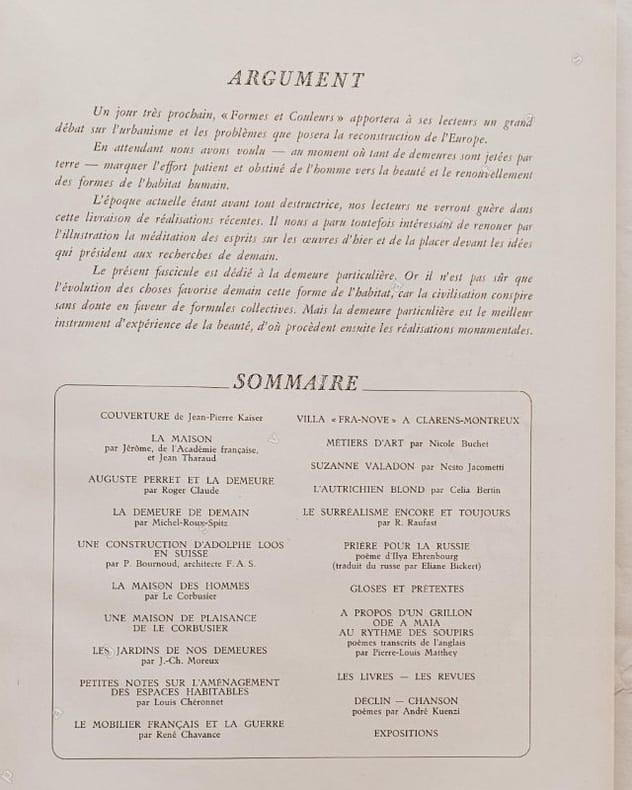 ARGUMENT
Un jour très prochain, « Formes et Couleurs » apportera à ses lecteurs un grand
débat sur l'urbanisme et les problèmes que posera la reconstruction de l'Europe.
En attendant nous avons voulu — au moment où tant de demeures sont jetées par
terre — marquer l'effort patient et obstiné de l'homme vers la beauté et le renouvellement
des formes de l'habitat humain.
L'époque actuelle étant avant tout destructrice, nos lecteurs ne verront guère dans
cette livraison de réalisations récentes. Il nous a paru toutefois intéressant de renouer par
l'illustration la méditation des esprits sur les œuvres d'hier et de la placer devant les idées
qui président aux recherches de demain.
Le présent fascicule est dédié à la demeure particulière. Or il n'est pas sûr que
l'évolution des choses favorise demain cette forme de l'habitat, car la civilisation conspire
sans doute en faveur de formules collectives. Mais la demeure particulière est le meilleur
instrument d'expérience de la beauté, d'où procèdent ensuite les réalisations monumentales.
SOMMAIRE
COUVERTURE de Jean-Pierre Kaiser
LA MAISON
par Jérôme, de l'Académie française,
et Jean Tharaud
AUGUSTE PERRET ET LA DEMEURE
par Roger Claude
LA DEMEURE DE DEMAIN
par Michel-Roux-Spitz
UNE CONSTRUCTION D'ADOLPHE LOOS
EN SUISSE
par P. Bournoud, architecte F. A. S.
LA MAISON DES HOMMES
par Le Corbusier
UNE MAISON DE PLAISANCE
DE LE CORBUSIER
LES JARDINS DE NOS DEMEURES
par J.-Ch. Moreux
PETITES NOTES SUR L'AMÉNAGEMENT
DES ESPACES HABITABLES
par Louis Chéronnet
LE MOBILIER FRANÇAIS ET LA GUERRE
par René Chavance
VILLA « FRA-NOVE » A CLARENS-MONTREUX
MÉTIERS D'ART par Nicole Buchet
SUZANNE VALADON par Nesto Jacometti
L'AUTRICHIEN BLOND par Celia Bertin
LE SURRÉALISME ENCORE ET TOUJOURS
par R. Raufast
PRIÈRE POUR LA RUSSIE
poème d'Ilya Ehrenbourg
(traduit du russe par Eliane Bickert)
GLOSES ET PRÉTEXTES
A PROPOS D'UN GRILLON
ODE A MAIA
AU RYTHME DES SOUPIRS
poèmes transcrits de l'anglais
par Pierre-Louis Matthey
LES LIVRES — LES REVUES
DÉCLIN — CHANSON
poèmes par André Kuenzi
EXPOSITIONS